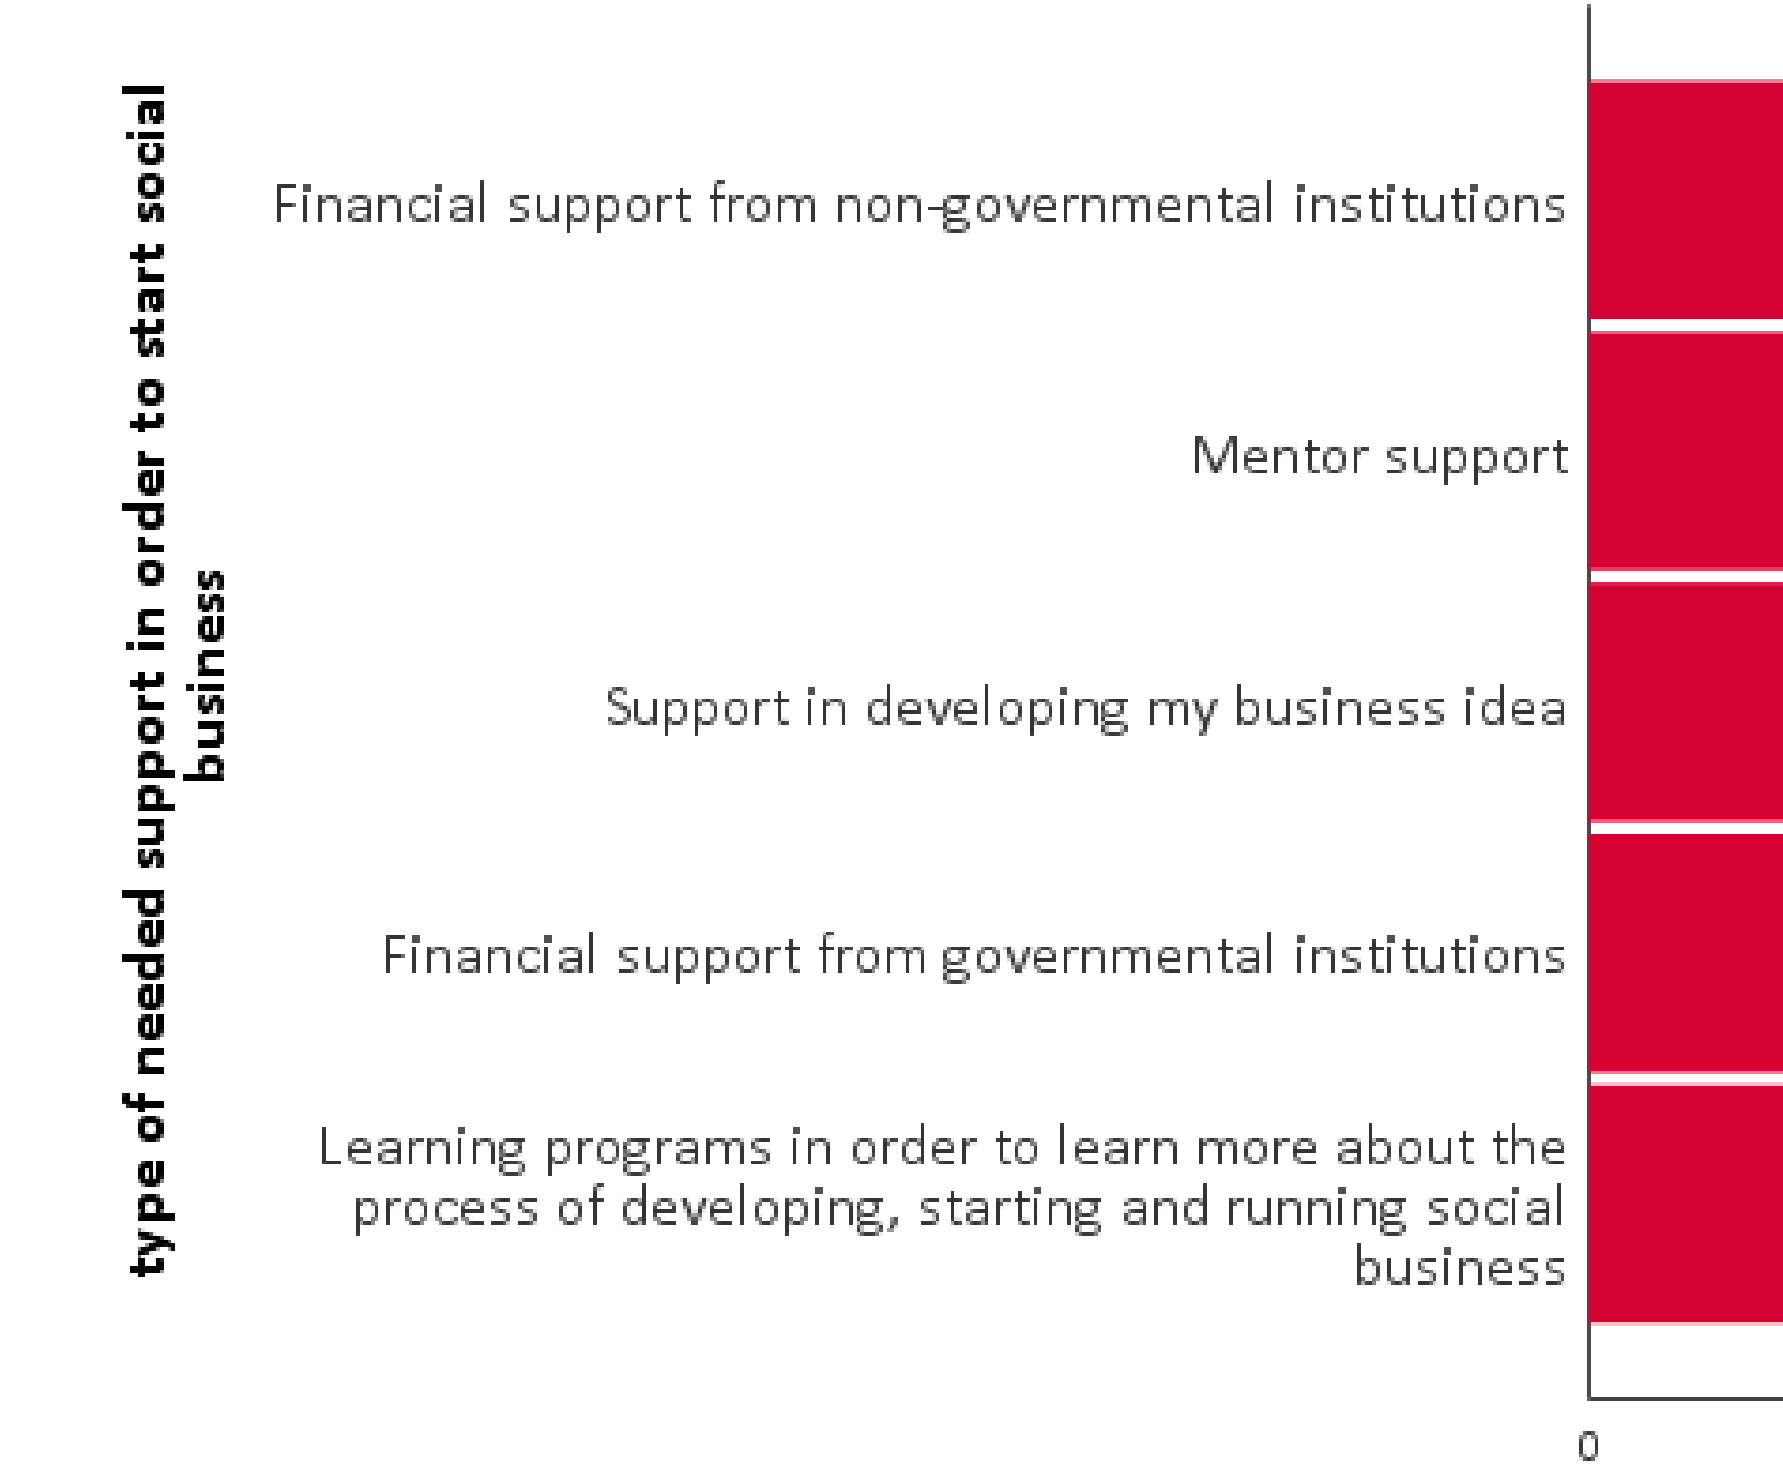 type of needed support in order to start social
business
Financial support from non-governmental institutions
Mentor support
Support in developing my business idea
Financial support from governmental institutions
Learning programs in order to learn more about the
process of developing, starting and running social
business
0